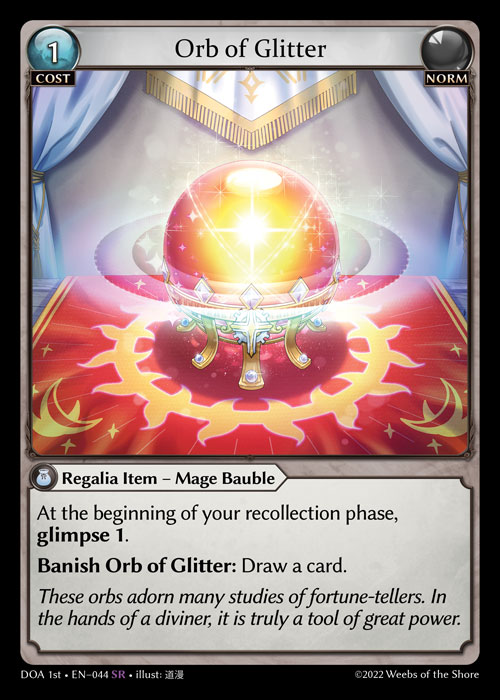 1
Orb of Glitter
COST
NORM
Regalia Item – Mage Bauble
At the beginning of your recollection phase,
glimpse 1.
Banish Orb of Glitter: Draw a card.
These orbs adorn many studies of fortune-tellers. In
the hands of a diviner, it is truly a tool of great power.
DOA 1st • EN–044 SR • illust: 道漫
©2022 Weebs of the Shore